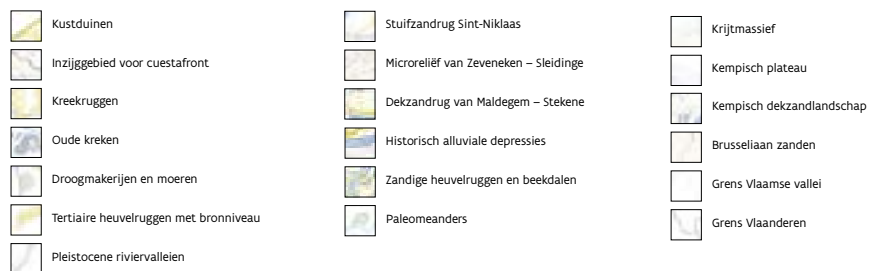 Kustduinen
Inzijggebied voor cuestafront
Kreekruggen
Oude kreken
Droogmakerijen en moeren
Tertiaire heuvelruggen met bronniveau
Pleistocene riviervalleien
Stuifzandrug Sint-Niklaas
Microreliëf van Zeveneken – Sleidinge
Dekzandrug van Maldegem – Stekene
Historisch alluviale depressies
Zandige heuvelruggen en beekdalen
Paleomeanders
Krijtmassief
Kempisch plateau
Kempisch dekzandlandschap
Brusseliaan zanden
Grens Vlaamse vallei
Grens Vlaanderen